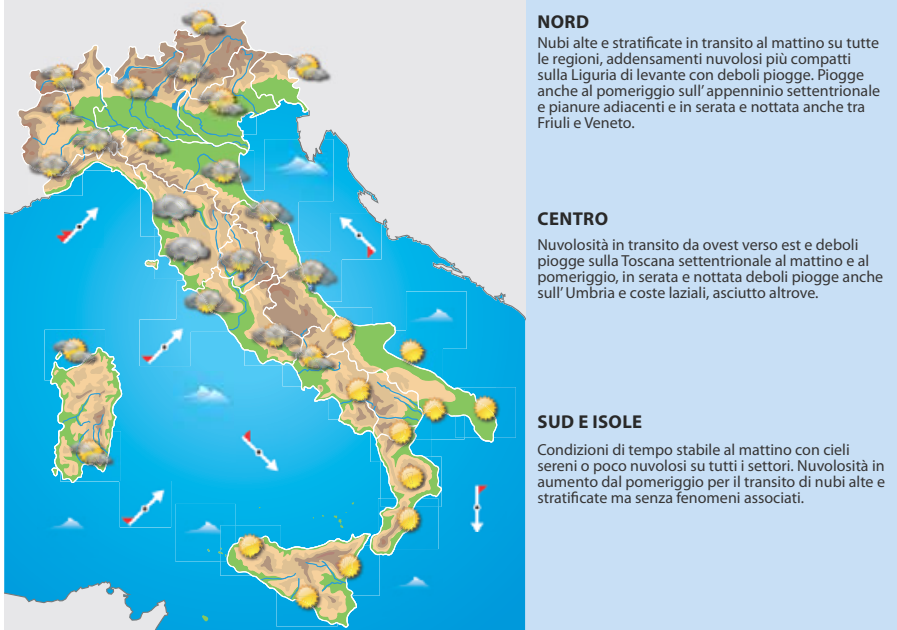 NORD
Nubi alte e stratificate in transito al mattino su tutte
le regioni, addensamenti nuvolosi più compatti
sulla Liguria di levante con deboli piogge. Piogge
anche al pomeriggio sull’ appenninio settentrionale
e pianure adiacenti e in serata e nottata anche tra
Friuli e Veneto.
CENTRO
Nuvolosità in transito da ovest verso est e deboli
piogge sulla Toscana settentrionale al mattino e al
pomeriggio, in serata e nottata deboli piogge anche
sull’ Umbria e coste laziali, asciutto altrove.
SUD E ISOLE
Condizioni di tempo stabile al mattino con cieli
sereni o poco nuvolosi su tutti i settori. Nuvolosità in
aumento dal pomeriggio per il transito di nubi alte e
stratificate ma senza fenomeni associati.